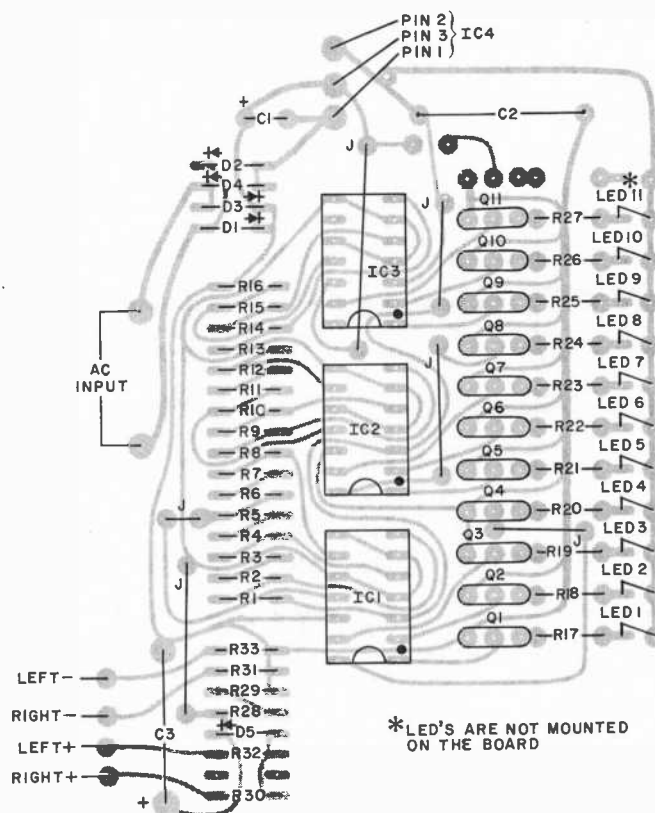 PIN 2
PIN 3 } IC4
PIN 1
+
C1
C2
J
D2
D4
D3
D1
J
*
Q11
R27
LED 11
Q10
R26
LED 10
IC3
Q9
R25
LED 9
R16
R15
R14
R13
R12
R11
R10
R9
R8
R7
R6
R5
R4
R3
R2
R1
AC
INPUT
Q8
R24
LED 8
J
Q7
R23
LED 7
IC2
Q6
R22
LED 6
Q5
R21
LED 5
Q4
R20
LED 4
J
Q3
R19
J
LED 3
J
Q2
R18
LED 2
IC1
Q1
R17
LED 1
R33
R31
R29
R28
D5
R32
R30
LEFT-
RIGHT-
LEFT+
RIGHT+
C3
+
*LED'S ARE NOT MOUNTED
ON THE BOARD